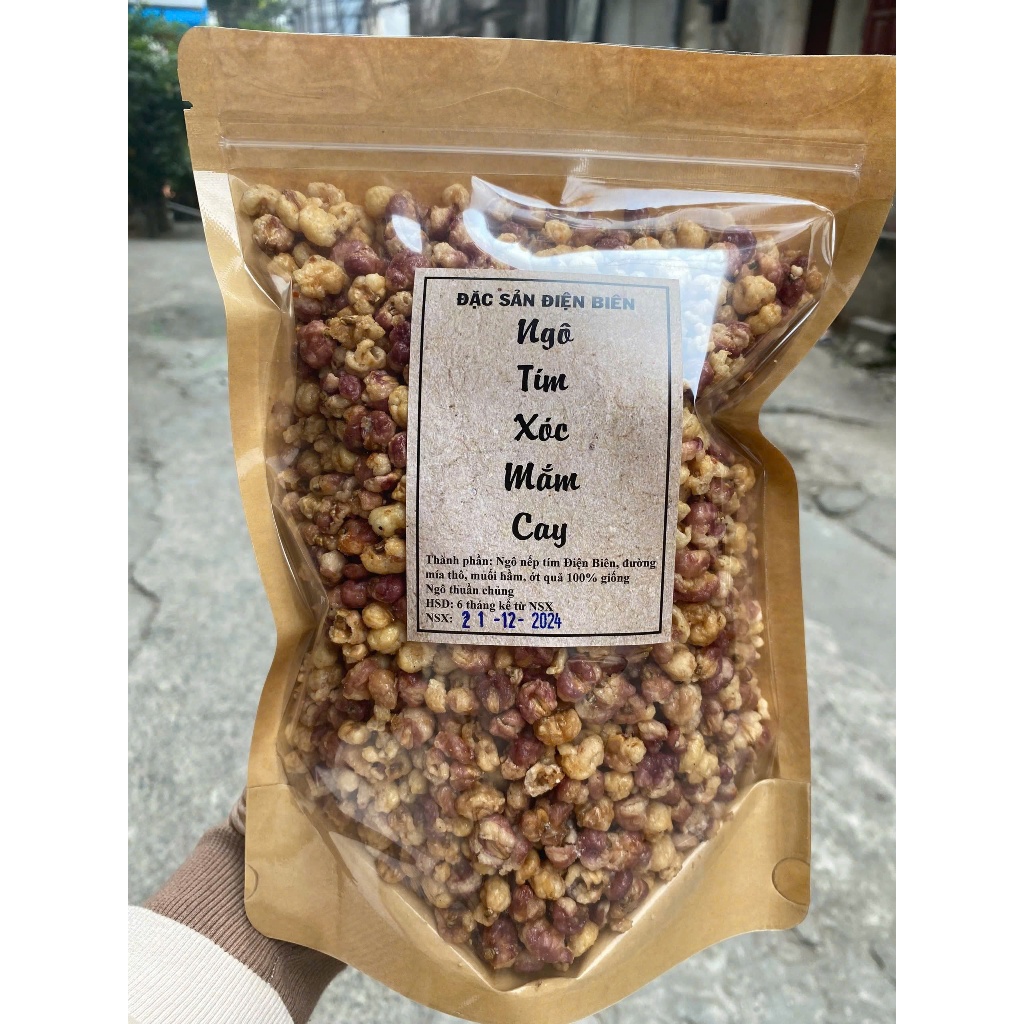 ĐẶC SẢN ĐIỆN BIÊN
Ngô
Tím
Xóc
Mắm
Cay
Thành phần: Ngô nếp tím Điện Biên, đường
mía thô, muối hầm, ớt quả 100% giống
Ngô thuần chủng
HSD: 6 tháng kể từ NSX
NSX: 21-12-2024